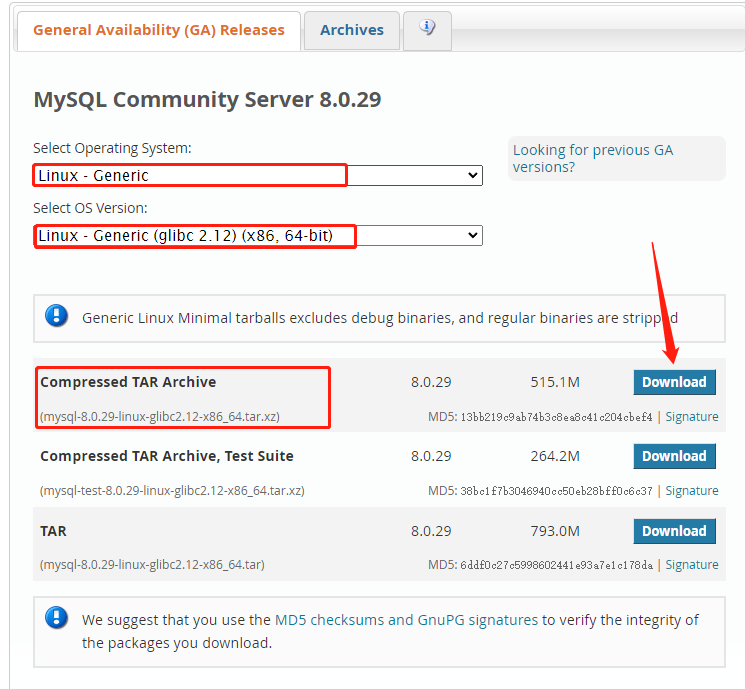 General Availability (GA) Releases
Archives
MySQL Community Server 8.0.29
Select Operating System:
Looking for previous GA
versions?
Linux - Generic
Select OS Version:
Linux - Generic (glibc 2.12) (x86, 64-bit)
Generic Linux Minimal tarballs excludes debug binaries, and regular binaries are stripped
Compressed TAR Archive 8.0.29 515.1M Download
(mysql-8.0.29-linux-glibc2.12-x86_64.tar.xz) MD5: 13bb219c9ab74b3c8ea8c41c204cbef4 | Signature
Compressed TAR Archive, Test Suite 8.0.29 264.2M Download
(mysql-test-8.0.29-linux-glibc2.12-x86_64.tar.xz) MD5: 38bc1f7b3046940cc50eb28bff0c6c37 | Signature
TAR 8.0.29 793.0M Download
(mysql-8.0.29-linux-glibc2.12-x86_64.tar) MD5: 6ddf0c27c5998602441e93a7e1c178da | Signature
We suggest that you use the MD5 checksums and GnuPG signatures to verify the integrity of
the packages you download.